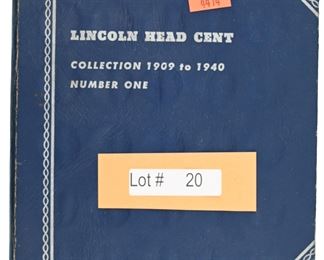 LINCOLN HEAD CENT
COLLECTION 1909 to 1940
NUMBER ONE
Lot # 20